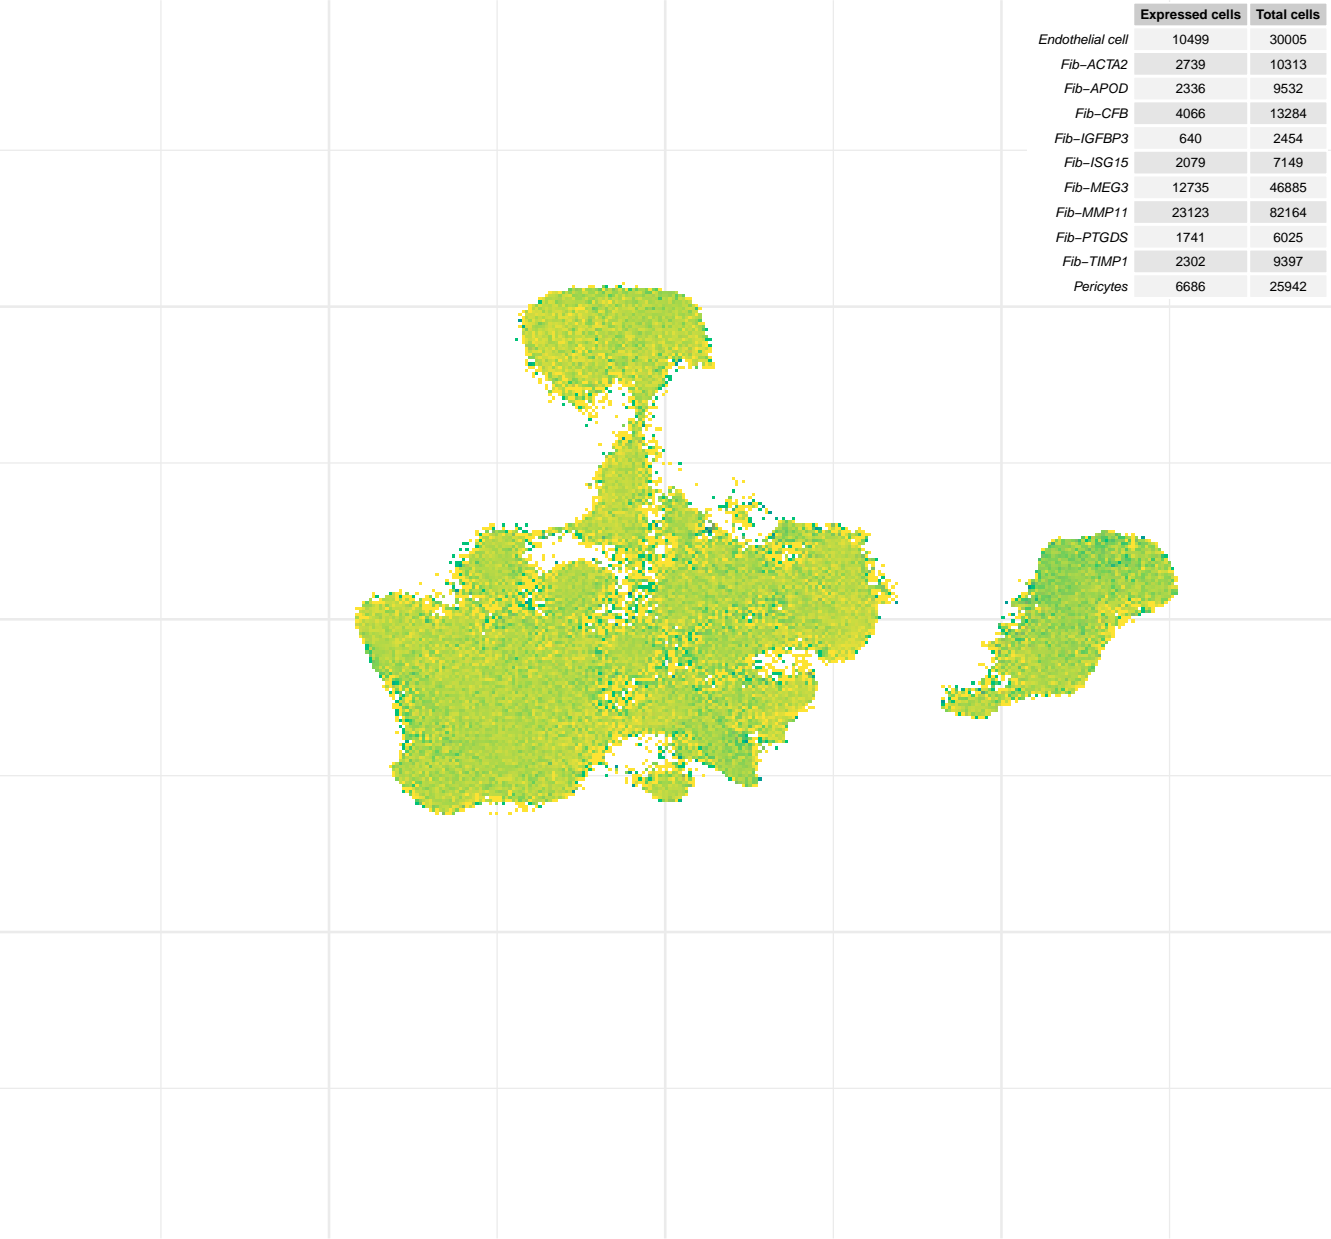 Expressed cells Total cells
Endothelial cell 10499 30005
Fib−ACTA2 2739 10313
Fib−APOD 2336 9532
Fib−CFB 4066 13284
Fib−IGFBP3 640 2454
Fib−ISG15 2079 7149
Fib−MEG3 12735 46885
Fib−MMP11 23123 82164
Fib−PTGDS 1741 6025
Fib−TIMP1 2302 9397
Pericytes 6686 25942